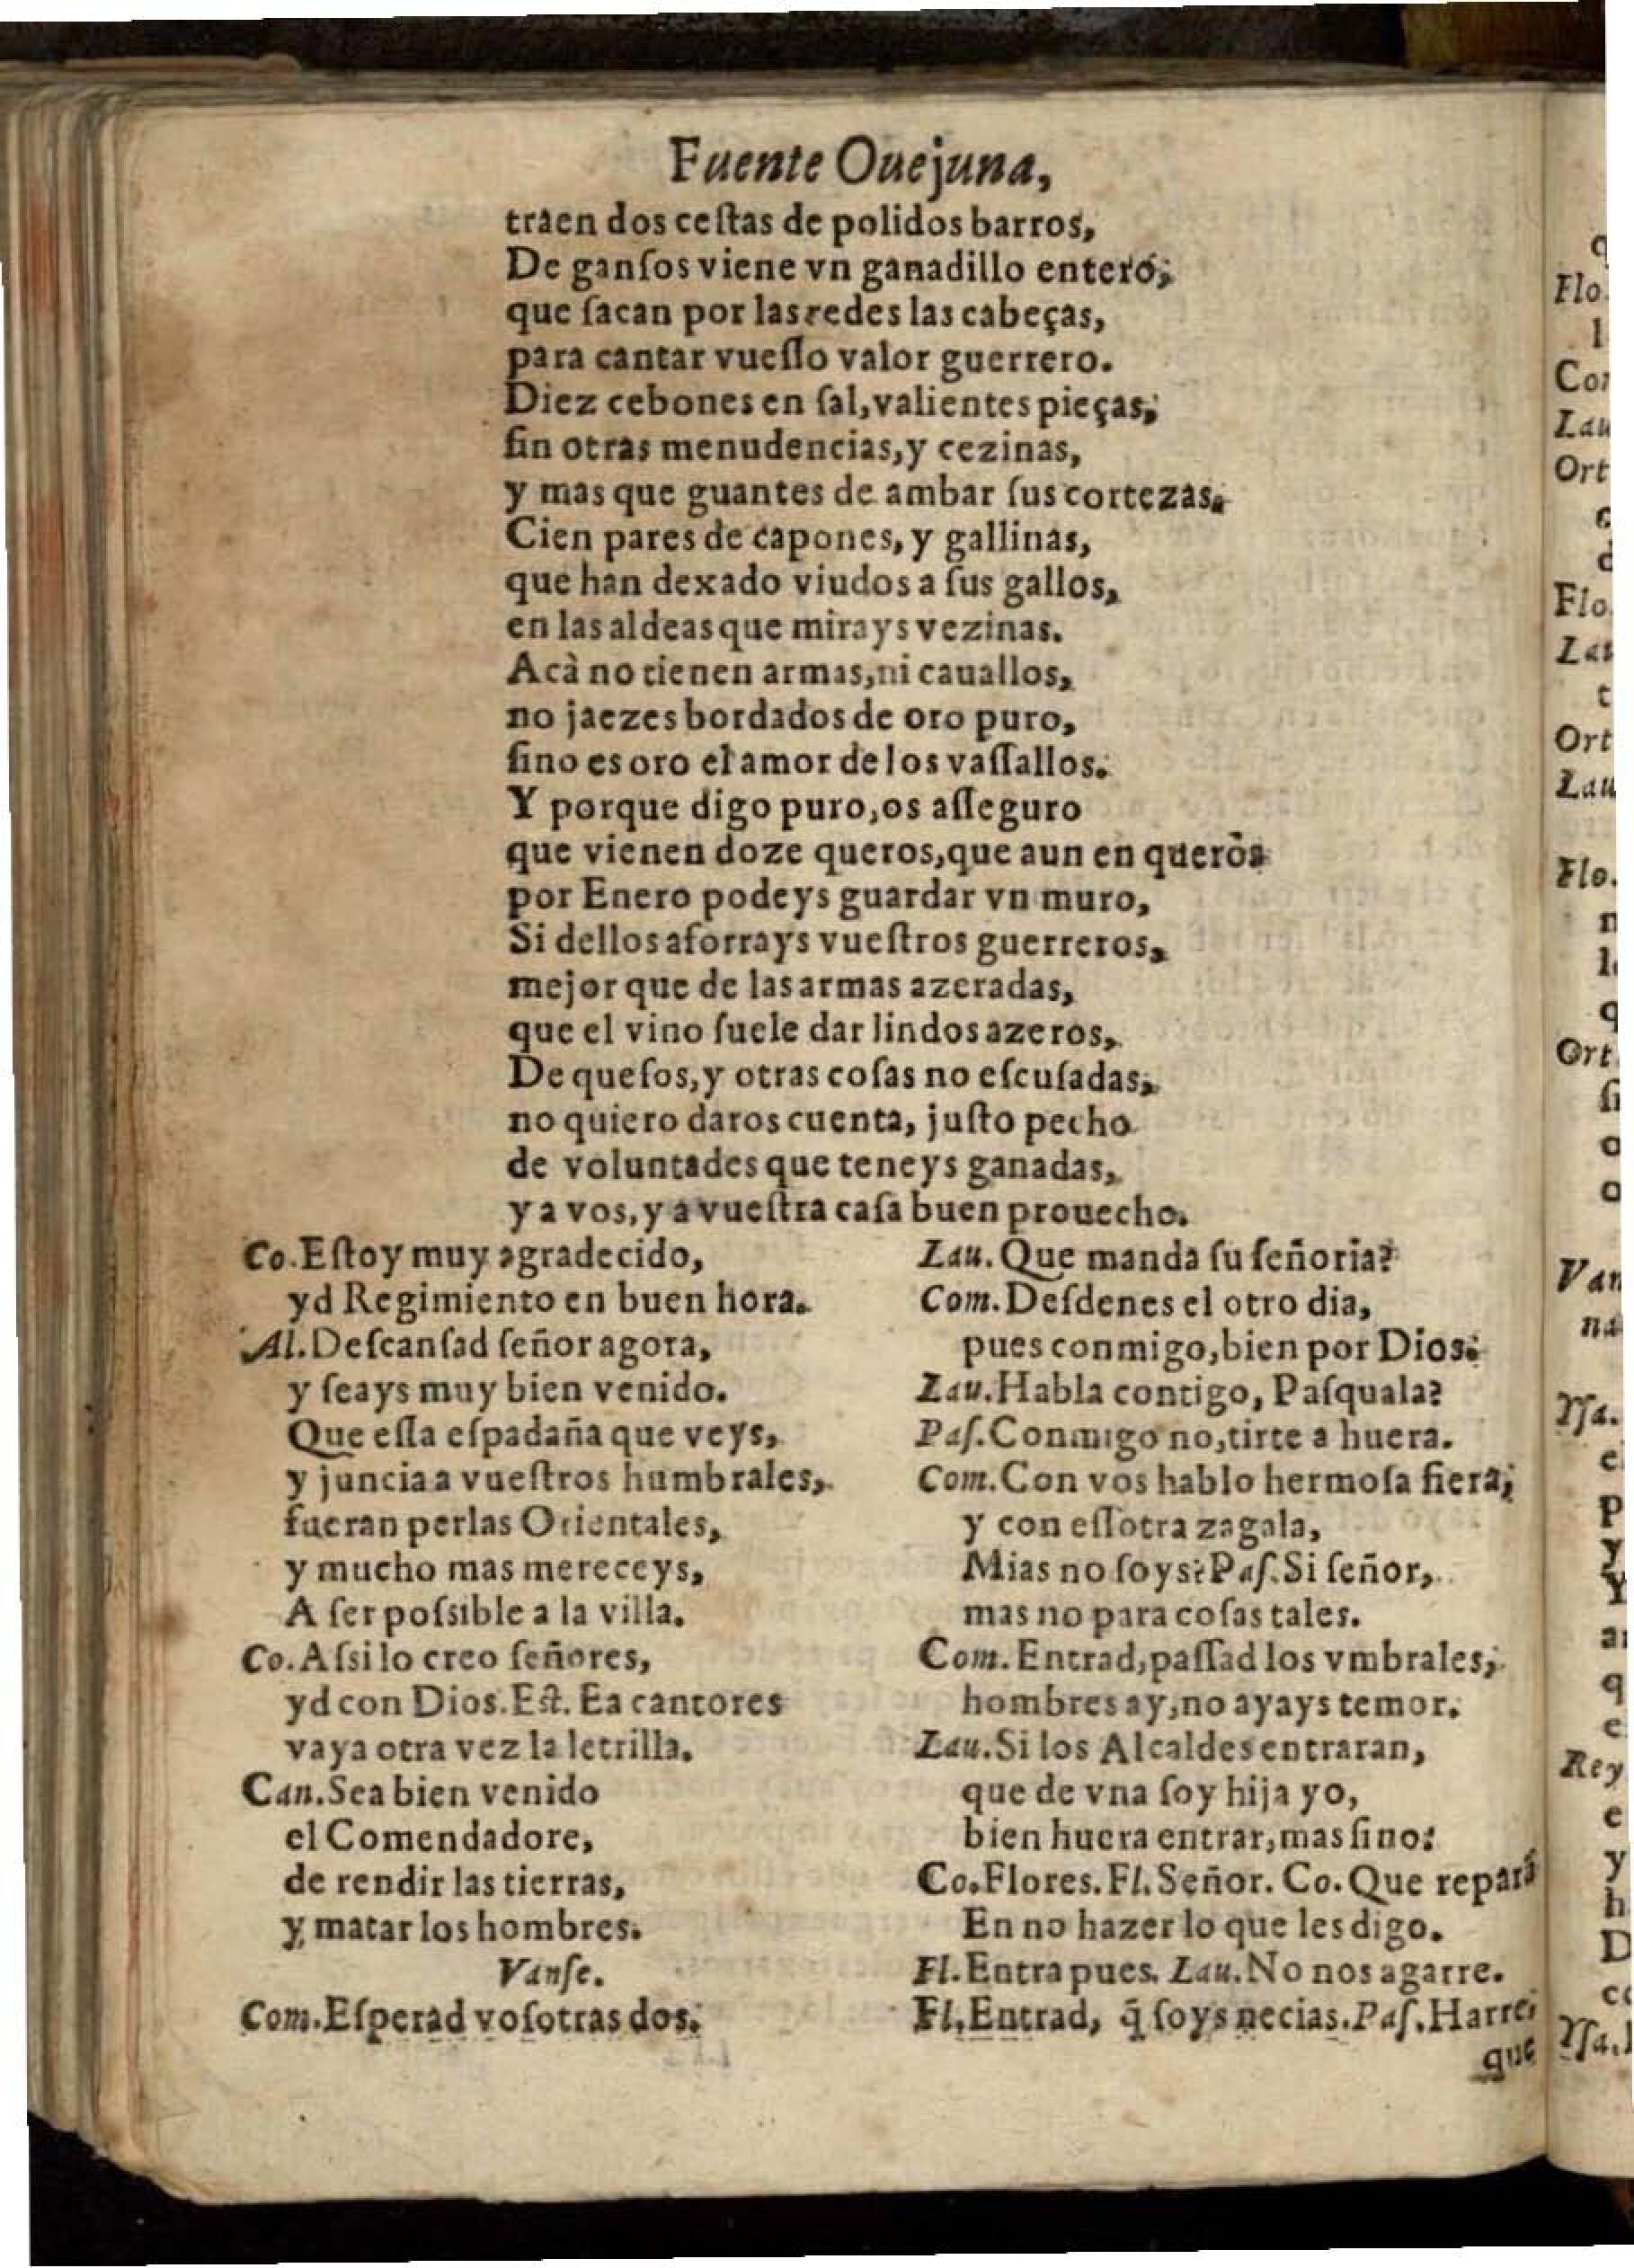 Fuente Ouejuna,
traen dos ceſtas de polidos barros,
De ganſos viene vn ganadillo entero,
que ſacan por las redes las cabeças,
para cantar vueſſo valor guerrero.
Diez cebones en ſal, valientes pieças,
ſin otras menudencias, y cezinas,
y mas que guantes de ambar ſus cortezas.
Cien pares de capones, y gallinas,
que han dexado viudos a ſus gallos,
en las aldeas que mirays vezinas.
Acà no tienen armas, ni cauallos,
no jaezes bordados de oro puro,
ſino es oro el amor de los vaſſallos.
Y porque digo puro, os aſſeguro
que vienen doze queros, que aun en queros
por Enero podeys guardar vn muro,
Si dellos aforrays vueſtros guerreros,
mejor que de las armas azeradas,
que el vino ſuele dar lindos azeros,
De queſos, y otras coſas no eſcuſadas,
no quiero daros cuenta, juſto pecho
de voluntades que teneys ganadas,
y a vos, y a vueſtra caſa buen prouecho.
Co. Eſtoy muy agradecido,
yd Regimiento en buen hora.
Al. Deſcanſad ſeñor agora,
y ſeays muy bien venido.
Que eſſa eſpadaña que veys,
y juncia a vueſtros humbrales,
fueran perlas Orientales,
y mucho mas mereceys,
A ſer poſsible a la villa.
Co. Aſsi lo creo ſeñores,
yd con Dios. Eſt. Ea cantores
vaya otra vez la letrilla.
Can. Sea bien venido
el Comendadore,
de rendir las tierras,
y matar los hombres.
Vanſe.
Com. Eſperad voſotras dos.
Lau. Que manda ſu ſeñoria?
Com. Deſdenes el otro dia,
pues conmigo, bien por Dios.
Lau. Habla contigo, Paſquala?
Paſ. Conmigo no, tirte a huera.
Com. Con vos hablo hermoſa fiera,
y con eſſotra zagala,
Mias no ſoys? Paſ. Si ſeñor,
mas no para coſas tales.
Com. Entrad, paſſad los vmbrales,
hombres ay, no ayays temor.
Lau. Si los Alcaldes entraran,
que de vna ſoy hija yo,
bien huera entrar, mas ſino:
Co. Flores. Fl. Señor. Co. Que reparã
En no hazer lo que les digo.
Fl. Entra pues. Lau. No nos agarre.
Fl. Entrad, q̃ ſoys necias. Paſ. Harre,
que
Flo.
Lau
Ort
Flo.
Ort
Lau
Flo.
Ort
Van
Yſa.
Rey
Yſa.